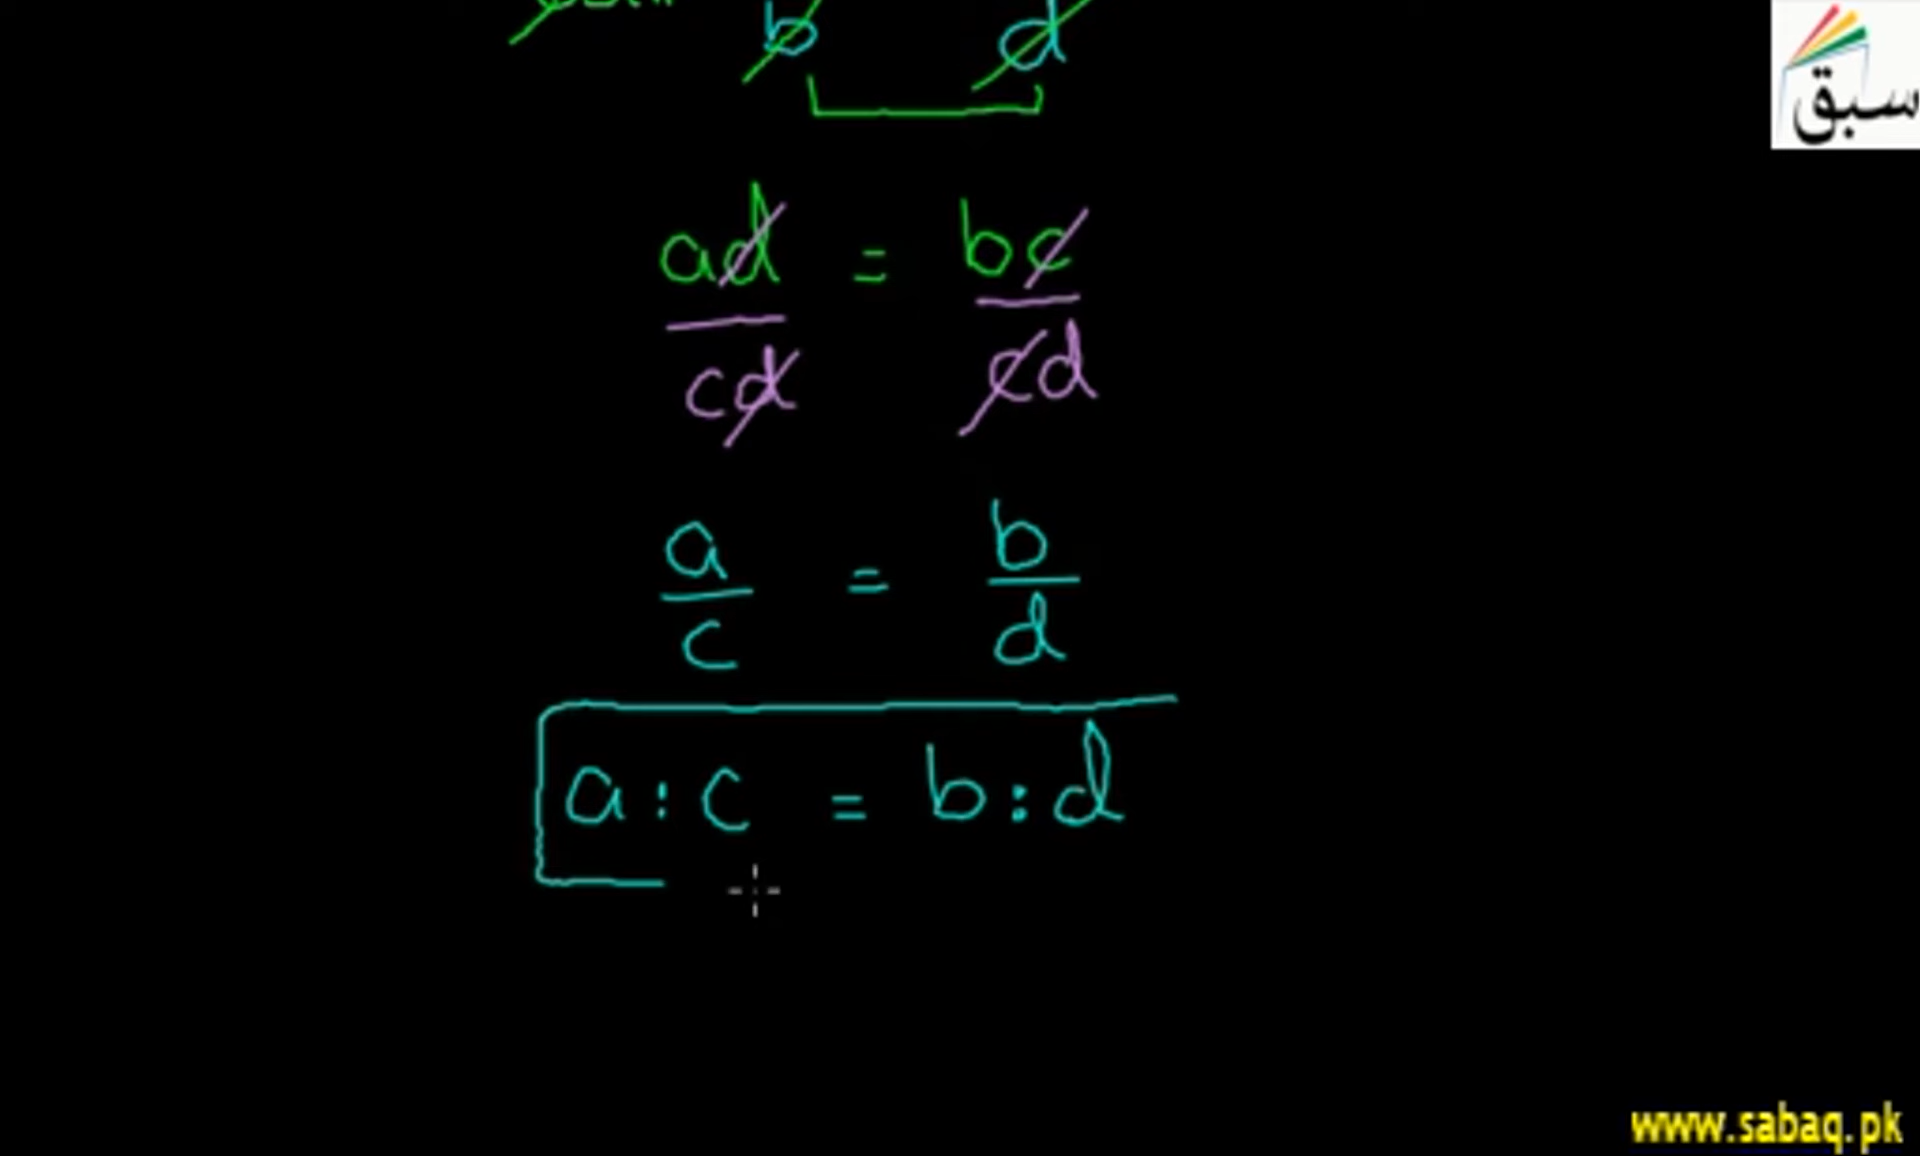 b d
سبق
ad = bc
cd cd
a = b
c d
a : c = b : d
www.sabaq.pk